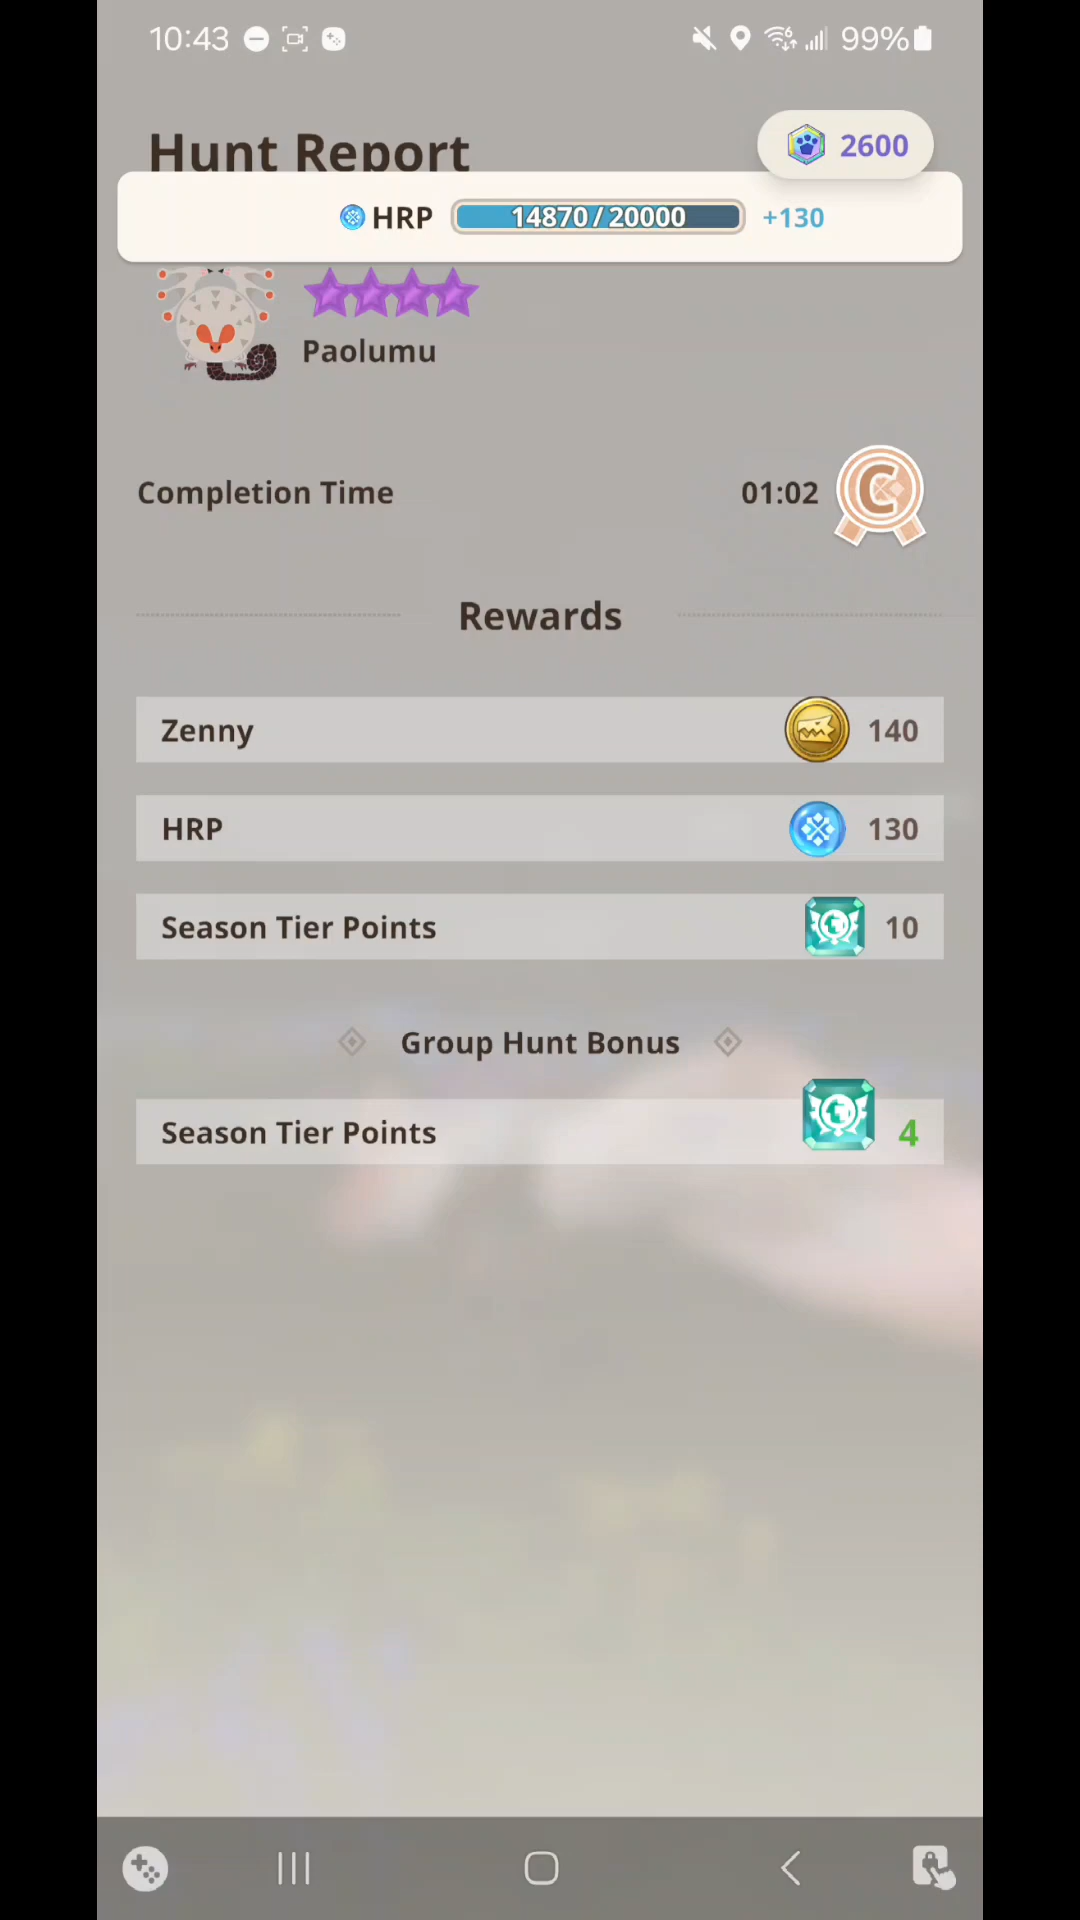 10:43
99%
Hunt Report
2600
HRP 14870/20000 +130
Paolumu
Completion Time 01:02 C
Rewards
Zenny 140
HRP 130
Season Tier Points 10
Group Hunt Bonus
Season Tier Points 4